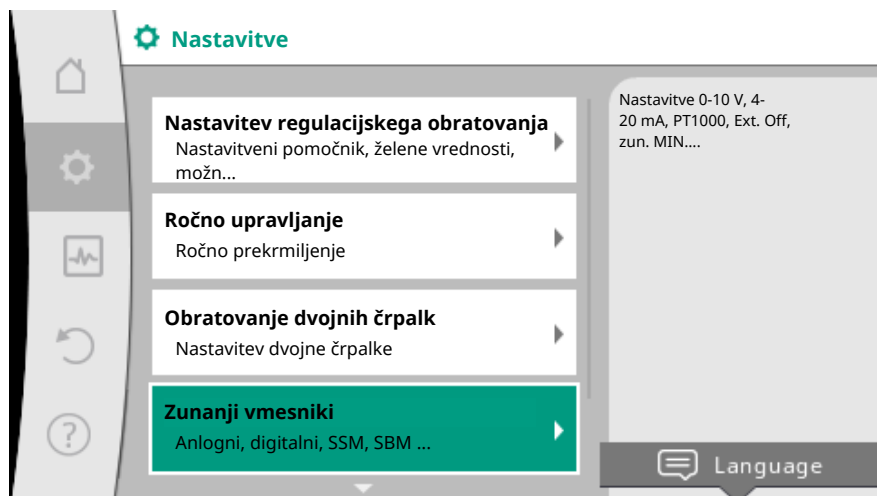 Nastavitve
Nastavitev regulacijskega obratovanja
Nastavitveni pomočnik, želene vrednosti,
možn...
Ročno upravljanje
Ročno prekrmiljenje
Obratovanje dvojnih črpalk
Nastavitev dvojne črpalke
Zunanji vmesniki
Anlogni, digitalni, SSM, SBM ...
Nastavitve 0-10 V, 4-
20 mA, PT1000, Ext. Off,
zun. MIN....
Language